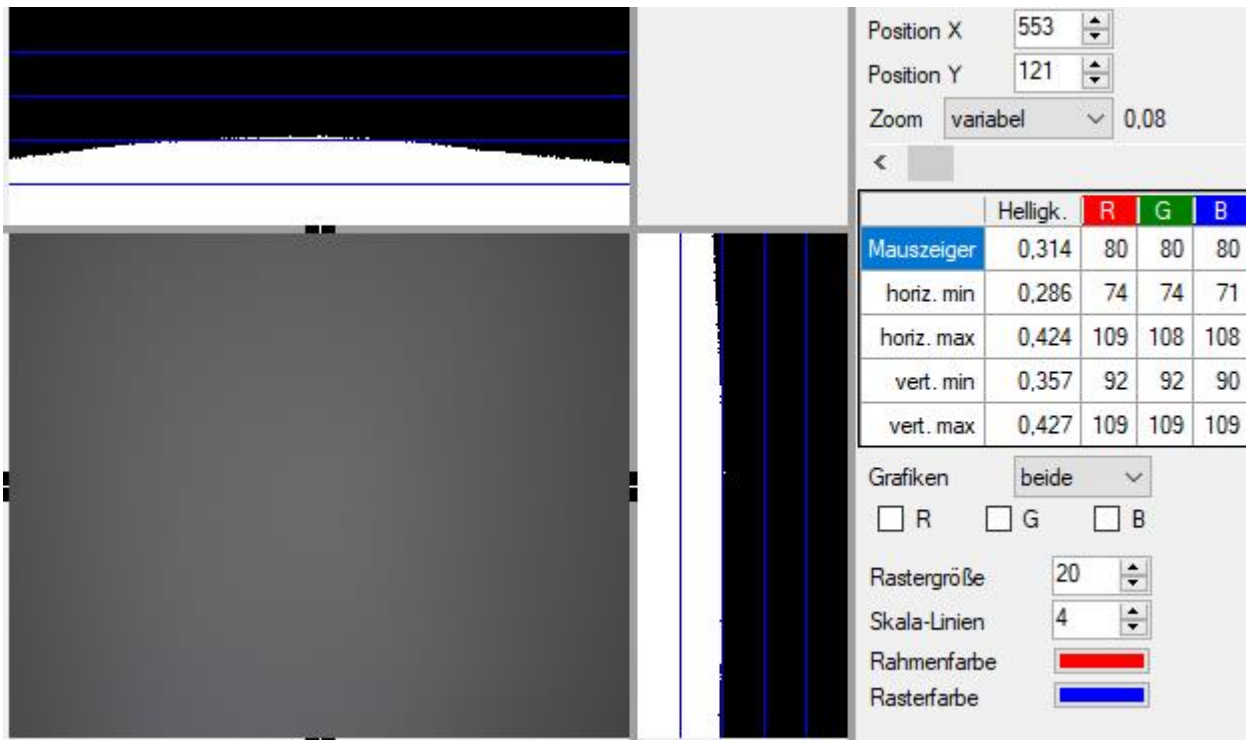 Position X 553
Position Y 121
Zoom variabel 0,08
<
Helligk. R G B
Mauszeiger 0,314 80 80 80
horiz. min 0,286 74 74 71
horiz. max 0,424 109 108 108
vert. min 0,357 92 92 90
vert. max 0,427 109 109 109
Grafiken beide
R G B
Rastergröße 20
Skala-Linien 4
Rahmenfarbe
Rasterfarbe